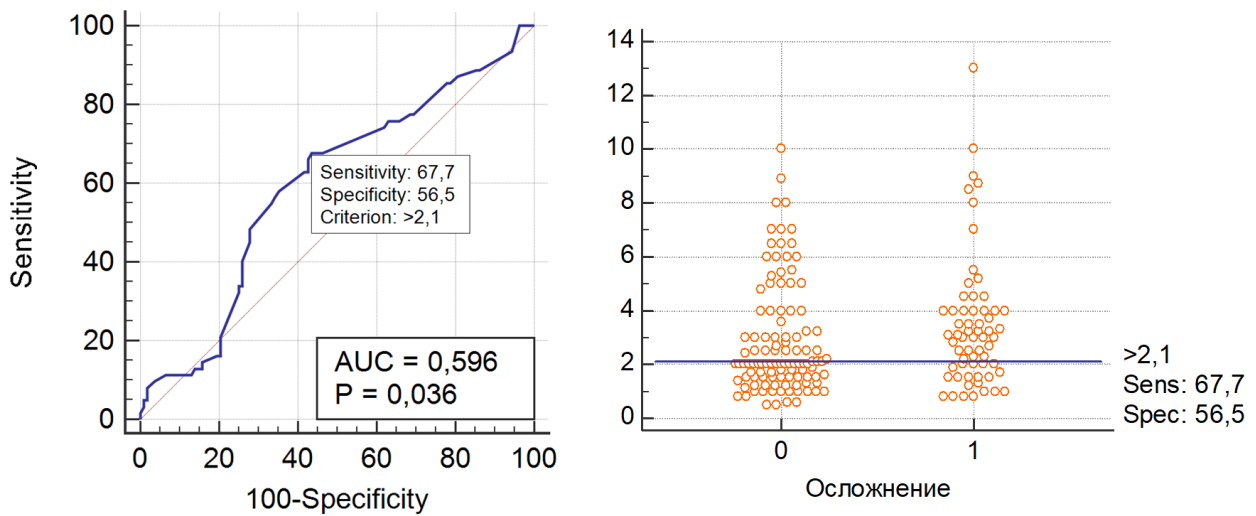 100
80
60
40
20
0
Sensitivity
Sensitivity: 67,7
Specificity: 56,5
Criterion: >2,1
AUC = 0,596
P = 0,036
0 20 40 60 80 100
100-Specificity
14
12
10
8
6
4
2
0
>2,1
Sens: 67,7
Spec: 56,5
0 1
Осложнение